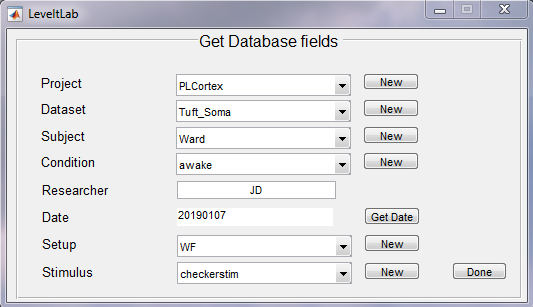 LeveltLab
Get Database fields
Project PLCortex New
Dataset Tuft_Soma New
Subject Ward New
Condition awake New
Researcher JD
Date 20190107 Get Date
Setup WF New
Stimulus checkerstim New Done